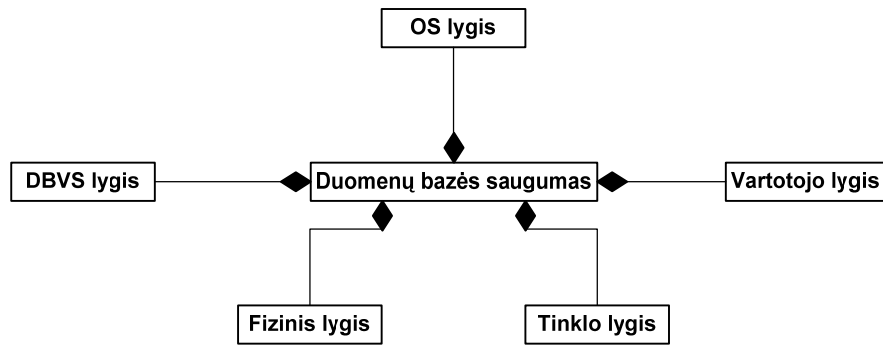 OS lygis
DBVS lygis
Duomenų bazės saugumas
Vartotojo lygis
Fizinis lygis
Tinklo lygis